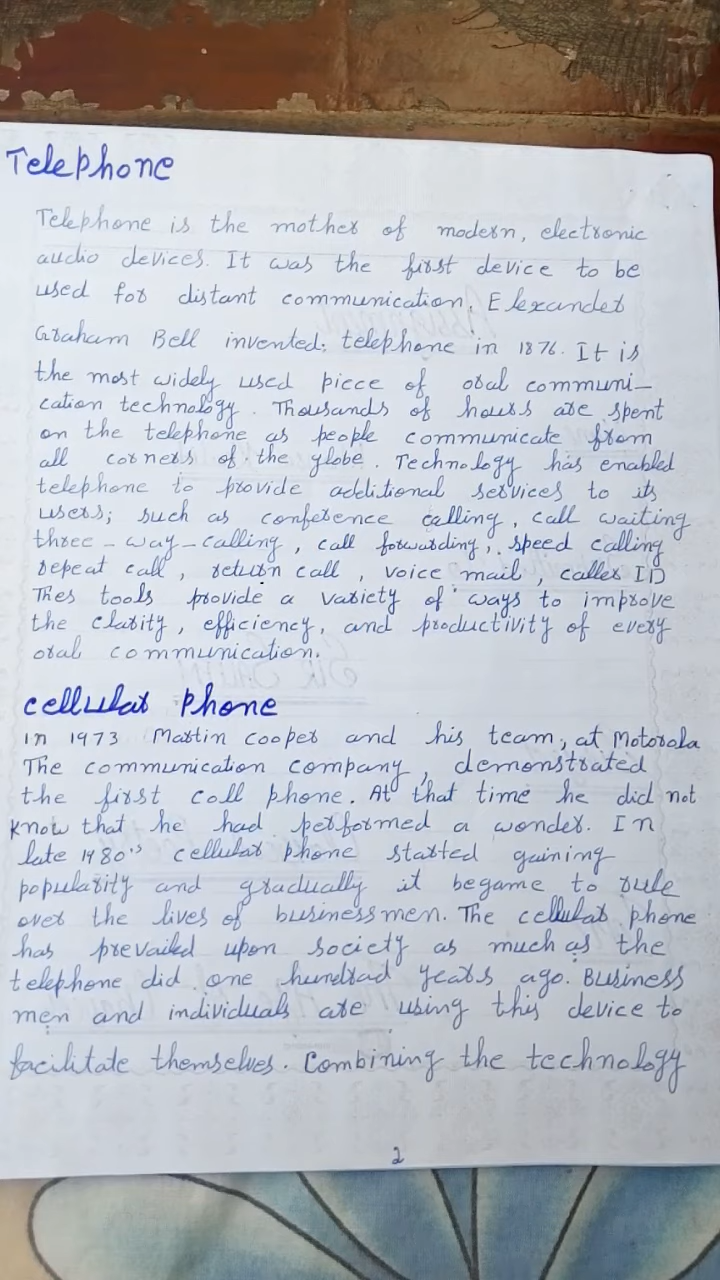 Telephone
Telephone is the mother of modern, electronic
audio devices. It was the first device to be
used for distant communication. Elexander
Graham Bell invented; telephone in 1876. It is
the most widely used piece of oral communi-
cation technology. Thousands of hours are spent
on the telephone as people communicate from
all corners of the globe. Technology has enabled
telephone to provide additional services to its
users; such as conference calling, call waiting
three-way-calling, call forwarding, speed calling
repeat call, return call, voice mail, caller ID
Thes tools provide a variety of ways to improve
the clarity, efficiency, and productivity of every
oral communication.
cellular phone
in 1973 Martin cooper and his team, at Motorola
The communication company, demonstrated
the first coll phone. At that time he did not
know that he had performed a wonder. In
late 1980's cellular phone started gaining
popularity and gradually it begame to rule
over the lives of businessmen. The cellular phone
has prevailed upon society as much as the
telephone did one hundrad years ago. Business
men and individuals are using this device to
facilitate themselves. Combining the technology
2